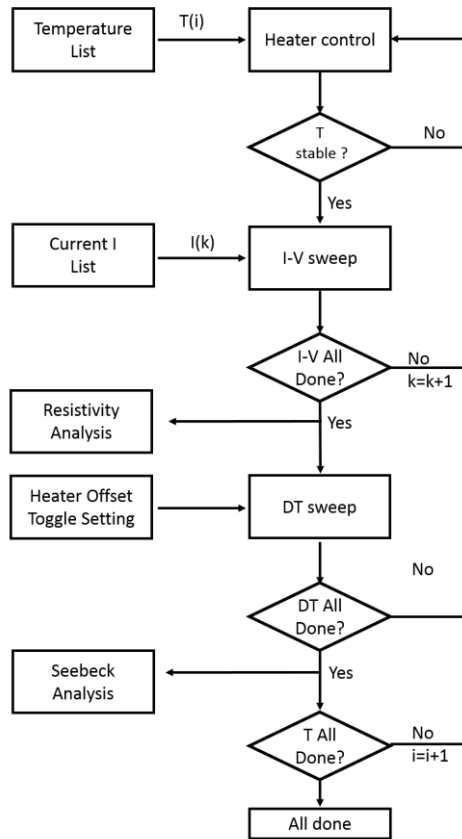 Temperature
List
T(i)
Heater control
T
stable ?
No
Yes
Current I
List
I(k)
I-V sweep
I-V All
Done?
No
k=k+1
Yes
Resistivity
Analysis
Heater Offset
Toggle Setting
DT sweep
No
DT All
Done?
Yes
Seebeck
Analysis
T All
Done?
No
i=i+1
All done